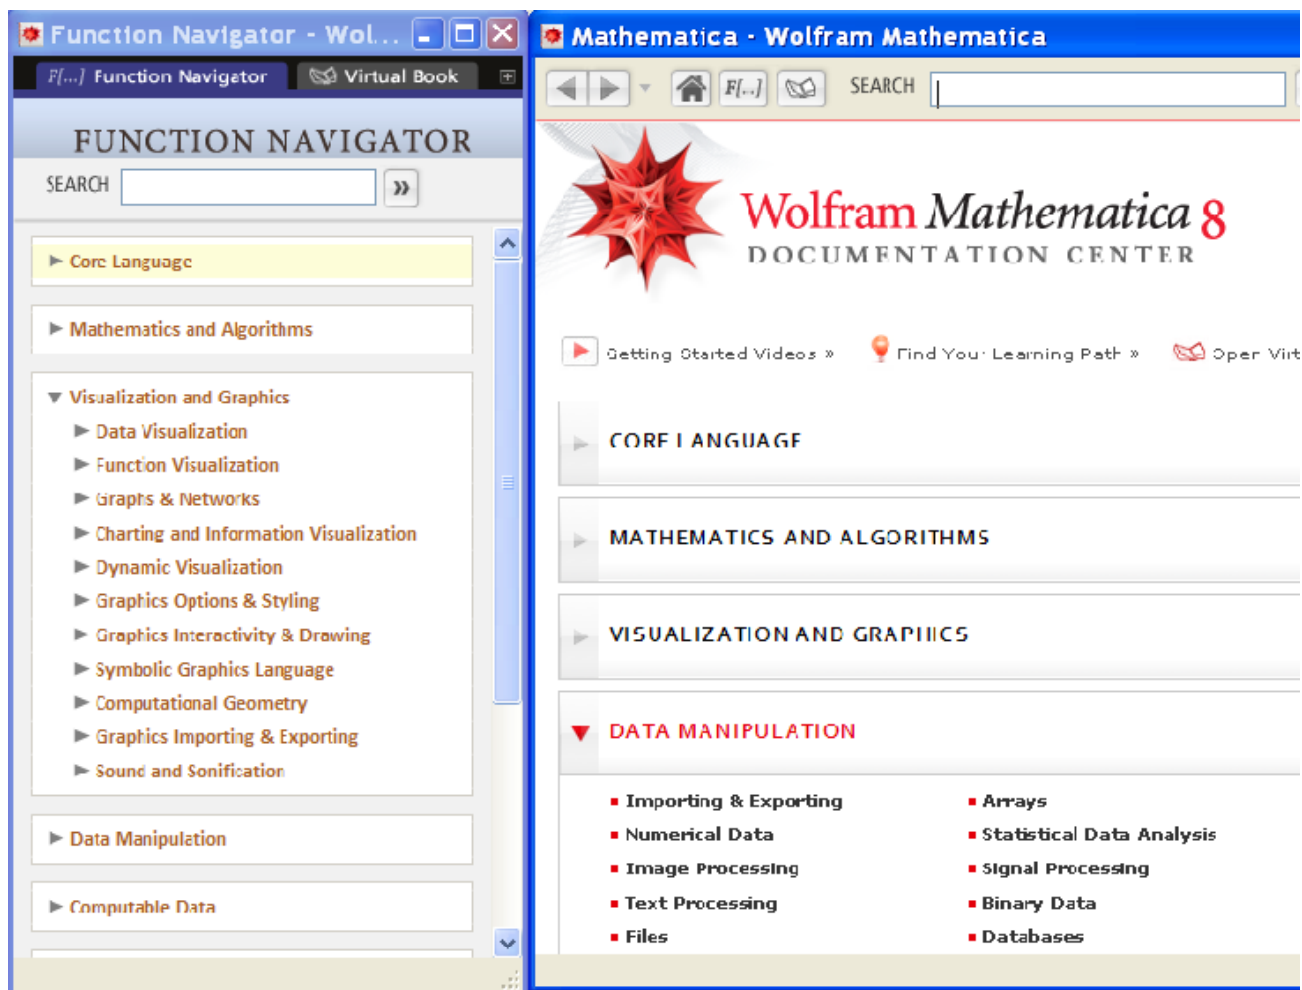 Function Navigator - Wol...
F[...] Function Navigator
Virtual Book
FUNCTION NAVIGATOR
SEARCH
»
Core Language
Mathematics and Algorithms
Visualization and Graphics
Data Visualization
Function Visualization
Graphs & Networks
Charting and Information Visualization
Dynamic Visualization
Graphics Options & Styling
Graphics Interactivity & Drawing
Symbolic Graphics Language
Computational Geometry
Graphics Importing & Exporting
Sound and Sonification
Data Manipulation
Computable Data
Mathematica - Wolfram Mathematica
F[...]
SEARCH
Wolfram Mathematica 8
DOCUMENTATION CENTER
Getting Started Videos »
Find Your Learning Path »
Open Virt
CORE LANGUAGE
MATHEMATICS AND ALGORITHMS
VISUALIZATION AND GRAPHICS
DATA MANIPULATION
Importing & Exporting
Arrays
Numerical Data
Statistical Data Analysis
Image Processing
Signal Processing
Text Processing
Binary Data
Files
Databases